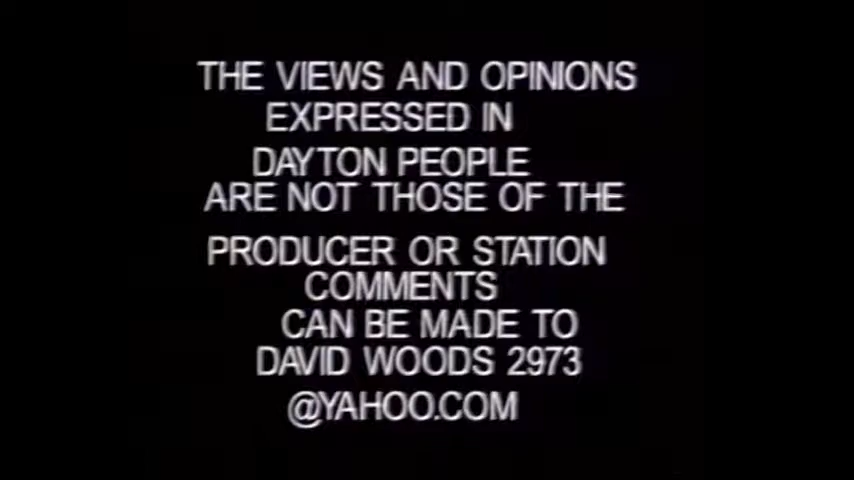 THE VIEWS AND OPINIONS
EXPRESSED IN
DAYTON PEOPLE
ARE NOT THOSE OF THE
PRODUCER OR STATION
COMMENTS
CAN BE MADE TO
DAVID WOODS 2973
@YAHOO.COM